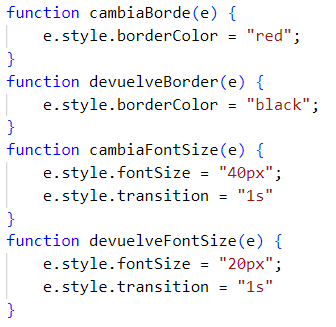 function cambiaBorde(e) {
    e.style.borderColor = "red";
}
function devuelveBorder(e) {
    e.style.borderColor = "black";
}
function cambiaFontSize(e) {
    e.style.fontSize = "40px";
    e.style.transition = "1s"
}
function devuelveFontSize(e) {
    e.style.fontSize = "20px";
    e.style.transition = "1s"
}